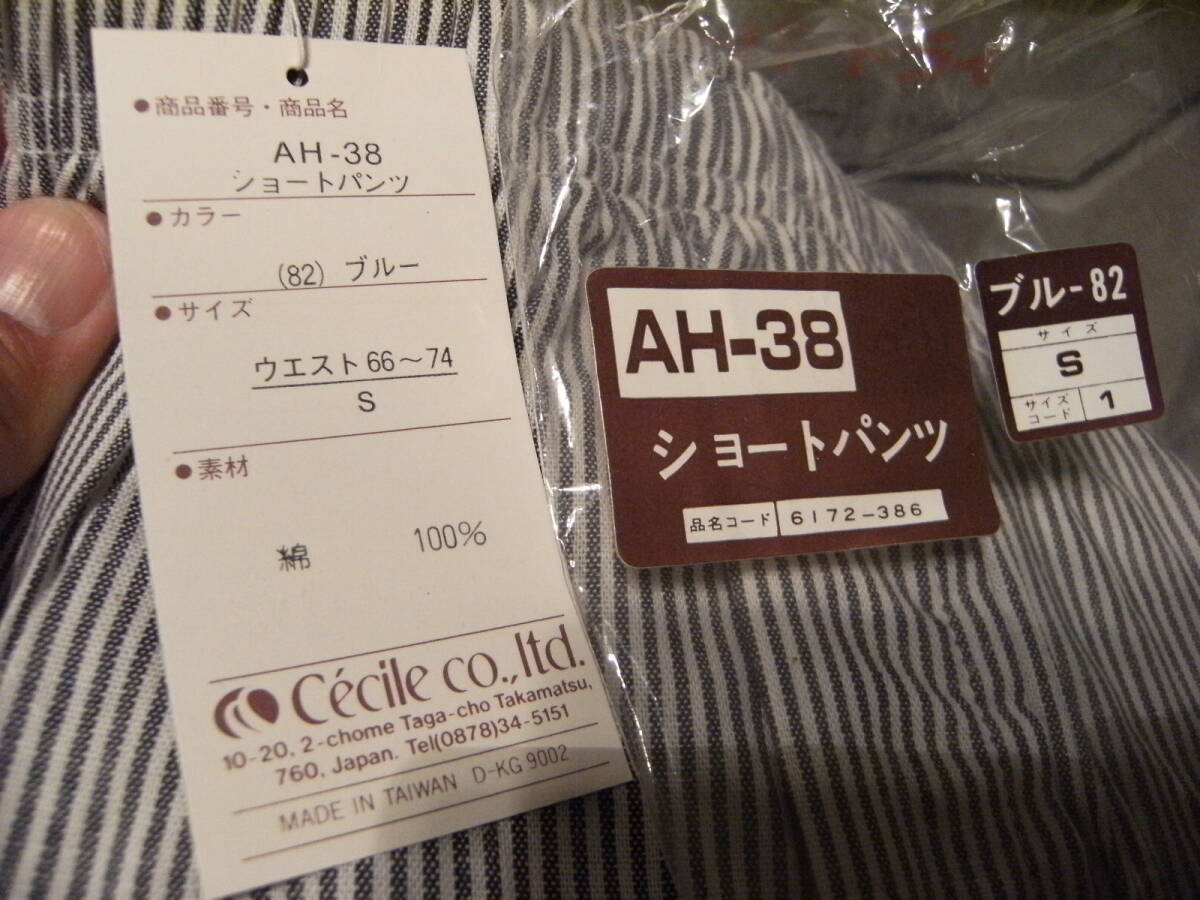 ●商品番号・商品名
AH-38
ショートパンツ
●カラー
(82) ブルー
●サイズ
ウエスト66～74
S
●素材
綿 100%
Cécile co.,ltd.
10-20, 2-chome Taga-cho Takamatsu,
760, Japan. Tel(0878)34-5151
MADE IN TAIWAN D-KG 9002
AH-38
ショートパンツ
品名コード 6172-386
ブル-82
サイズ
S
サイズ
コード 1